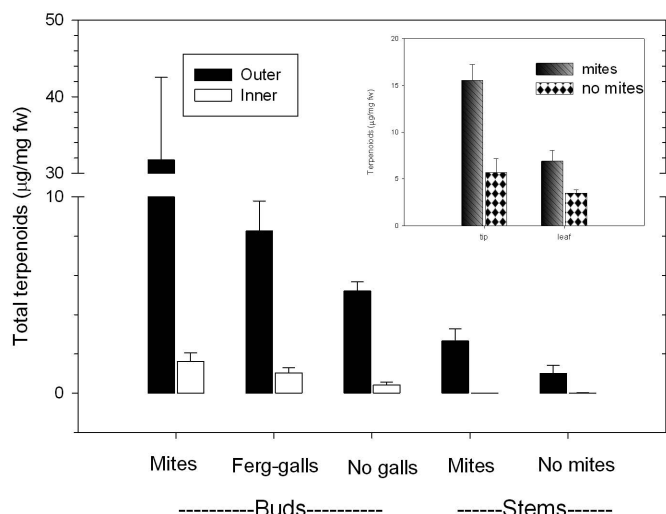 50
40
30
10
0
Total terpenoids (μg/mg fw)
Outer
Inner
20
15
10
5
0
Terpenoiods (μg/mg fw)
mites
no mites
tip
leaf
Mites
Ferg-galls
No galls
Mites
No mites
----------Buds----------
------Stems------